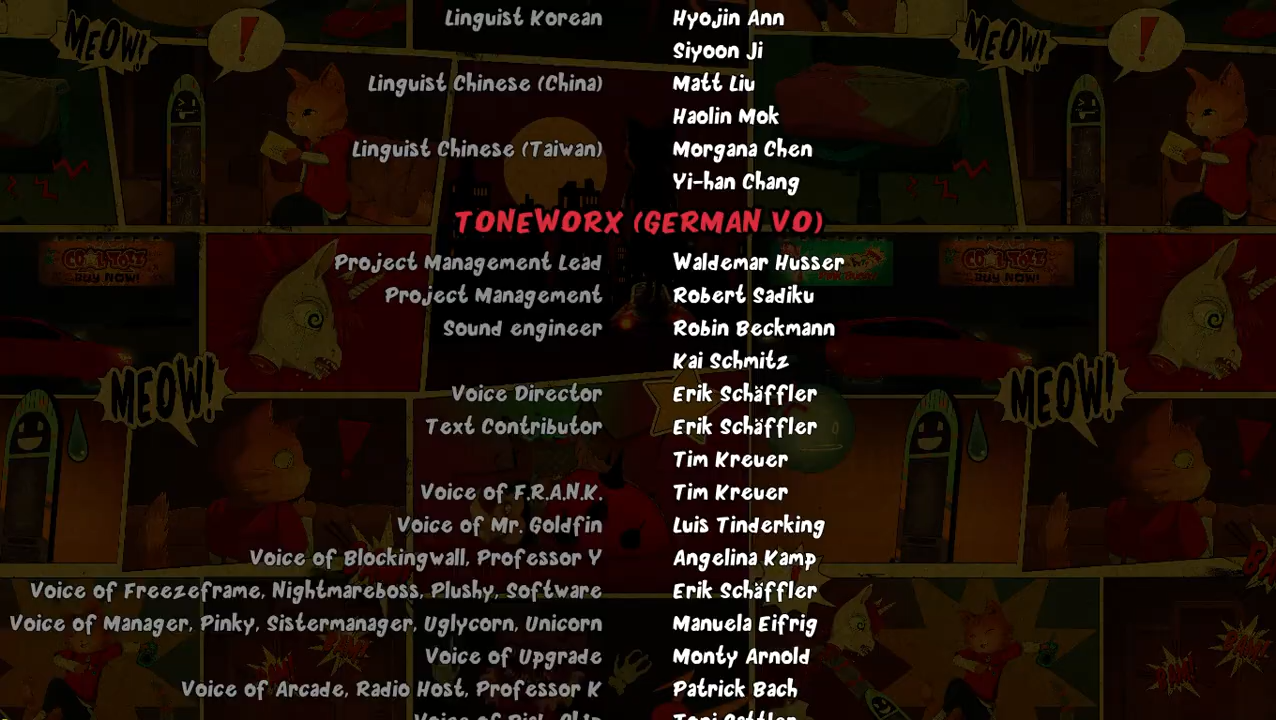 MEOW!
!
MEOW!
!
Linguist Korean Hyojin Ann
Siyoon Ji
Linguist Chinese (China) Matt Liu
Haolin Mok
Linguist Chinese (Taiwan) Morgana Chen
Yi-han Chang
TONEWORX (GERMAN VO)
Project Management Lead Waldemar Husser
BUY NOW!
BUY NOW!
Project Management Robert Sadiku
Sound engineer Robin Beckmann
Kai Schmitz
MEOW!
MEOW!
Voice Director Erik Schäffler
Text Contributor Erik Schäffler
Tim Kreuer
Voice of F.R.A.N.K. Tim Kreuer
Voice of Mr. Goldfin Luis Tinderking
Voice of Blockingwall, Professor Y Angelina Kamp
Voice of Freezeframe, Nightmareboss, Plushy, Software Erik Schäffler
Voice of Manager, Pinky, Sistermanager, Uglycorn, Unicorn Manuela Eifrig
Voice of Upgrade Monty Arnold
Voice of Arcade, Radio Host, Professor K Patrick Bach